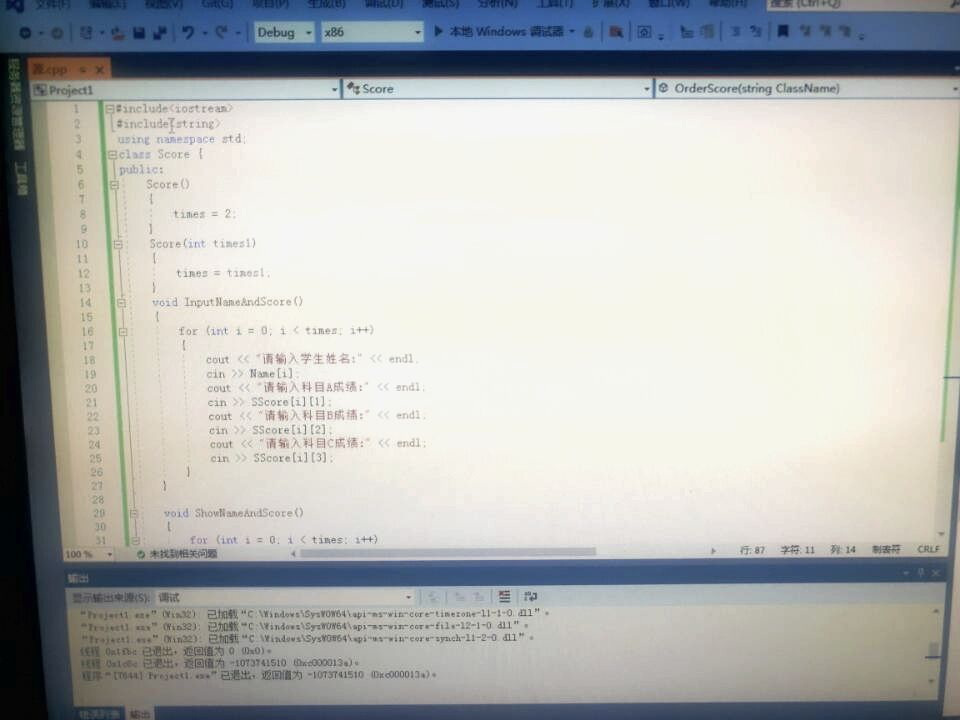 文件(F) 编辑(E) 视图(V) Git(G) 项目(P) 生成(B) 调试(D) 测试(S) 分析(N) 工具(T) 扩展(X) 窗口(W) 帮助(H) 搜索 (Ctrl+Q)
Debug x86 本地 Windows 调试器
服务器资源管理器 工具箱
源.cpp
Project1 Score OrderScore(string ClassName)
1 #include<iostream>
2 #include<string>
3 using namespace std;
4 class Score {
5 public:
6 Score()
7 {
8 times = 2;
9 }
10 Score(int times1)
11 {
12 times = times1;
13 }
14 void InputNameAndScore()
15 {
16 for (int i = 0; i < times; i++)
17 {
18 cout << "请输入学生姓名:" << endl;
19 cin >> Name[i];
20 cout << "请输入科目A成绩:" << endl;
21 cin >> SScore[i][1];
22 cout << "请输入科目B成绩:" << endl;
23 cin >> SScore[i][2];
24 cout << "请输入科目C成绩:" << endl;
25 cin >> SScore[i][3];
26 }
27 }
28
29 void ShowNameAndScore()
30 {
31 for (int i = 0; i < times; i++)
100 % 未找到相关问题 行: 87 字符: 11 列: 14 制表符 CRLF
输出
显示输出来源(S): 调试
"Project1.exe" (Win32): 已加载"C:\Windows\SysWOW64\api-ms-win-core-timezone-l1-1-0.dll"。
"Project1.exe" (Win32): 已加载"C:\Windows\SysWOW64\api-ms-win-core-file-l2-1-0.dll"。
"Project1.exe" (Win32): 已加载"C:\Windows\SysWOW64\api-ms-win-core-synch-l1-2-0.dll"。
线程 0x1fbc 已退出，返回值为 0 (0x0)。
线程 0x1c8c 已退出，返回值为 -1073741510 (0xc000013a)。
程序"[7644] Project1.exe"已退出，返回值为 -1073741510 (0xc000013a)。
错误列表 输出